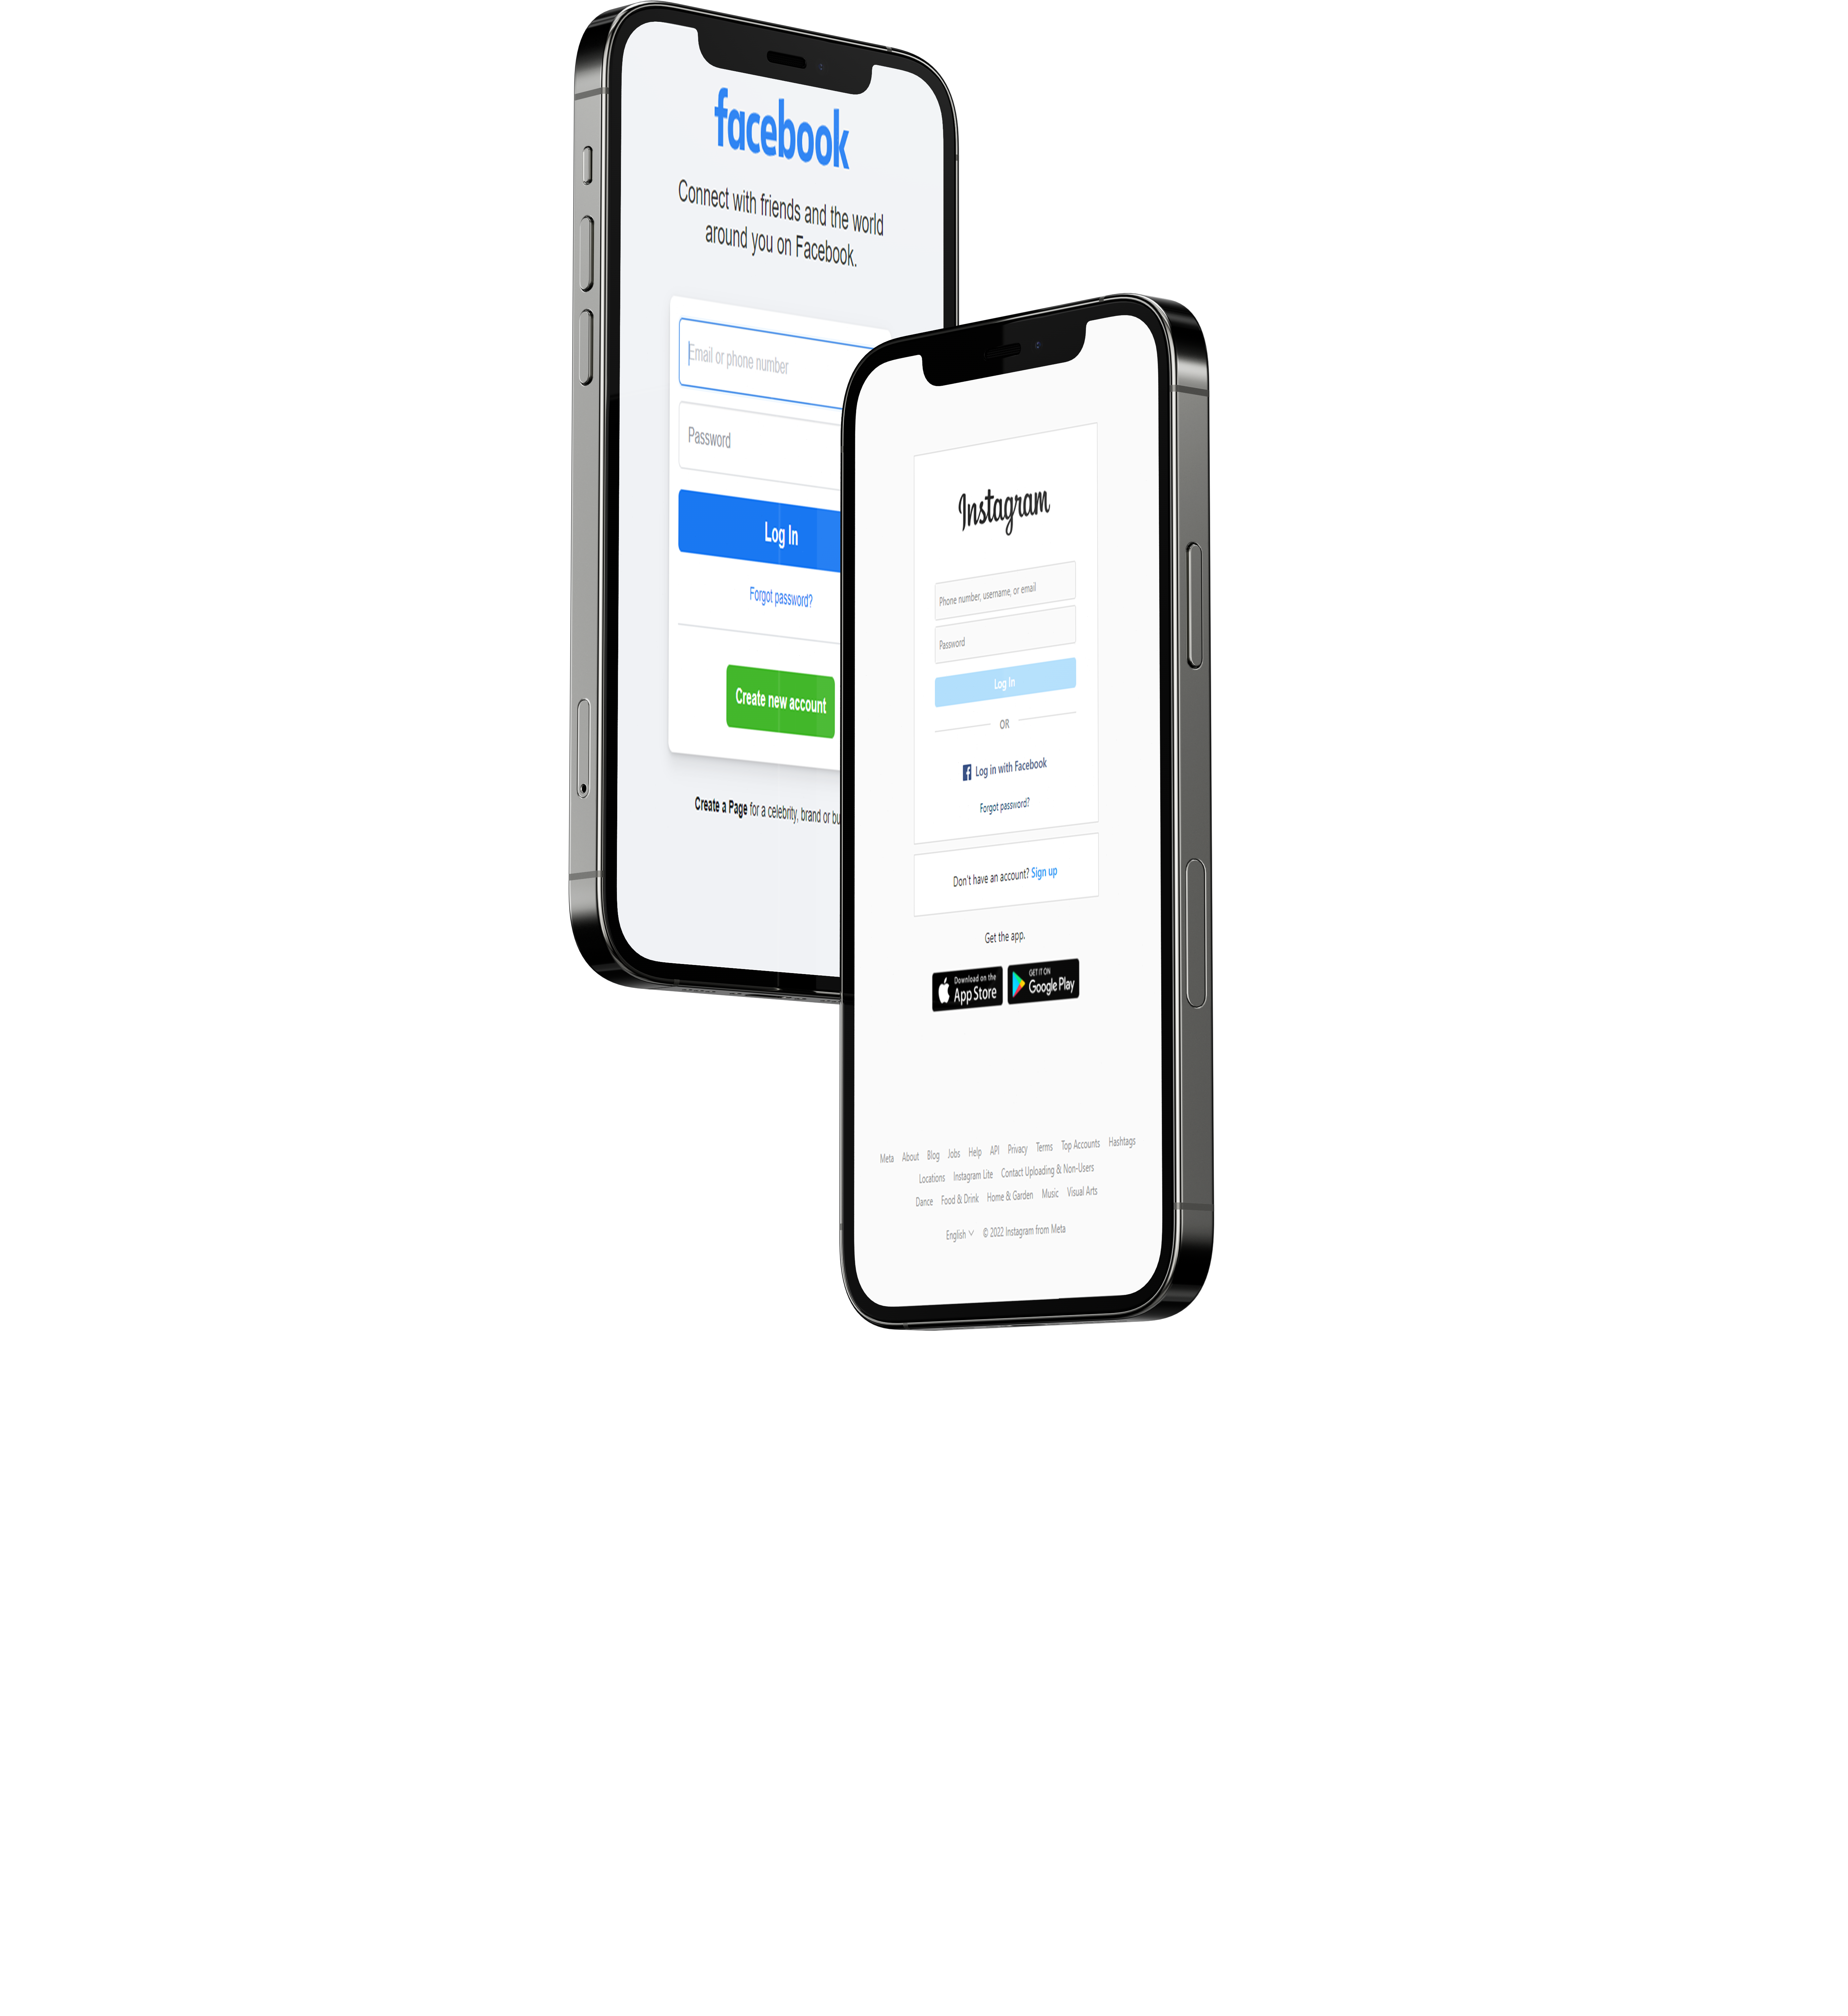 facebook
Connect with friends and the world
around you on Facebook.
Email or phone number
Password
Log In
Forgot password?
Create new account
Create a Page for a celebrity, brand or bu
Instagram
Phone number, username, or email
Password
Log In
OR
Log in with Facebook
Forgot password?
Don't have an account? Sign up
Get the app.
Download on the
App Store
GET IT ON
Google Play
Meta About Blog Jobs Help API Privacy Terms Top Accounts Hashtags
Locations Instagram Lite Contact Uploading & Non-Users
Dance Food & Drink Home & Garden Music Visual Arts
English © 2022 Instagram from Meta